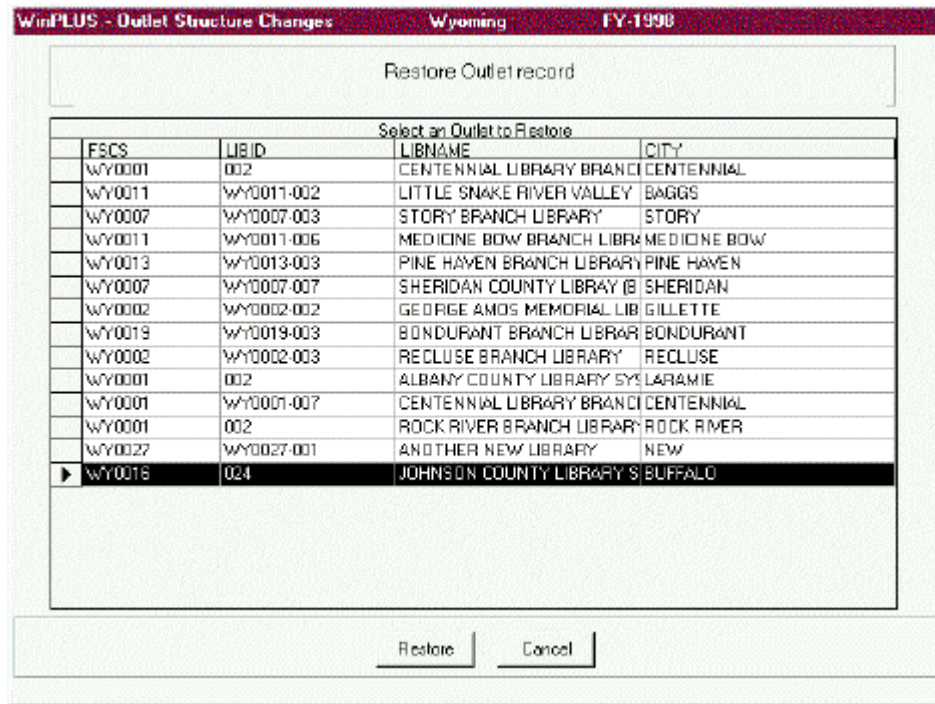 WinPLUS - Outlet Structure Changes Wyoming FY-1998
Restore Outlet record
Select an Outlet to Restore
FSCS LIBID LIBNAME CITY
WY0001 002 CENTENNIAL LIBRARY BRANCI CENTENNIAL
WY0011 WY0011-002 LITTLE SNAKE RIVER VALLEY BAGGS
WY0007 WY0007-003 STORY BRANCH LIBRARY STORY
WY0011 WY0011-006 MEDICINE BOW BRANCH LIBRA MEDICINE BOW
WY0013 WY0013-003 PINE HAVEN BRANCH LIBRARY PINE HAVEN
WY0007 WY0007-007 SHERIDAN COUNTY LIBRAY (B SHERIDAN
WY0002 WY0002-002 GEORGE AMOS MEMORIAL LIB GILLETTE
WY0019 WY0019-003 BONDURANT BRANCH LIBRAR BONDURANT
WY0002 WY0002-003 RECLUSE BRANCH LIBRARY RECLUSE
WY0001 002 ALBANY COUNTY LIBRARY SYS LARAMIE
WY0001 WY0001-007 CENTENNIAL LIBRARY BRANCI CENTENNIAL
WY0001 002 ROCK RIVER BRANCH LIBRARY ROCK RIVER
WY0027 WY0027-001 ANOTHER NEW LIBRARY NEW
WY0016 024 JOHNSON COUNTY LIBRARY S BUFFALO
Restore Cancel